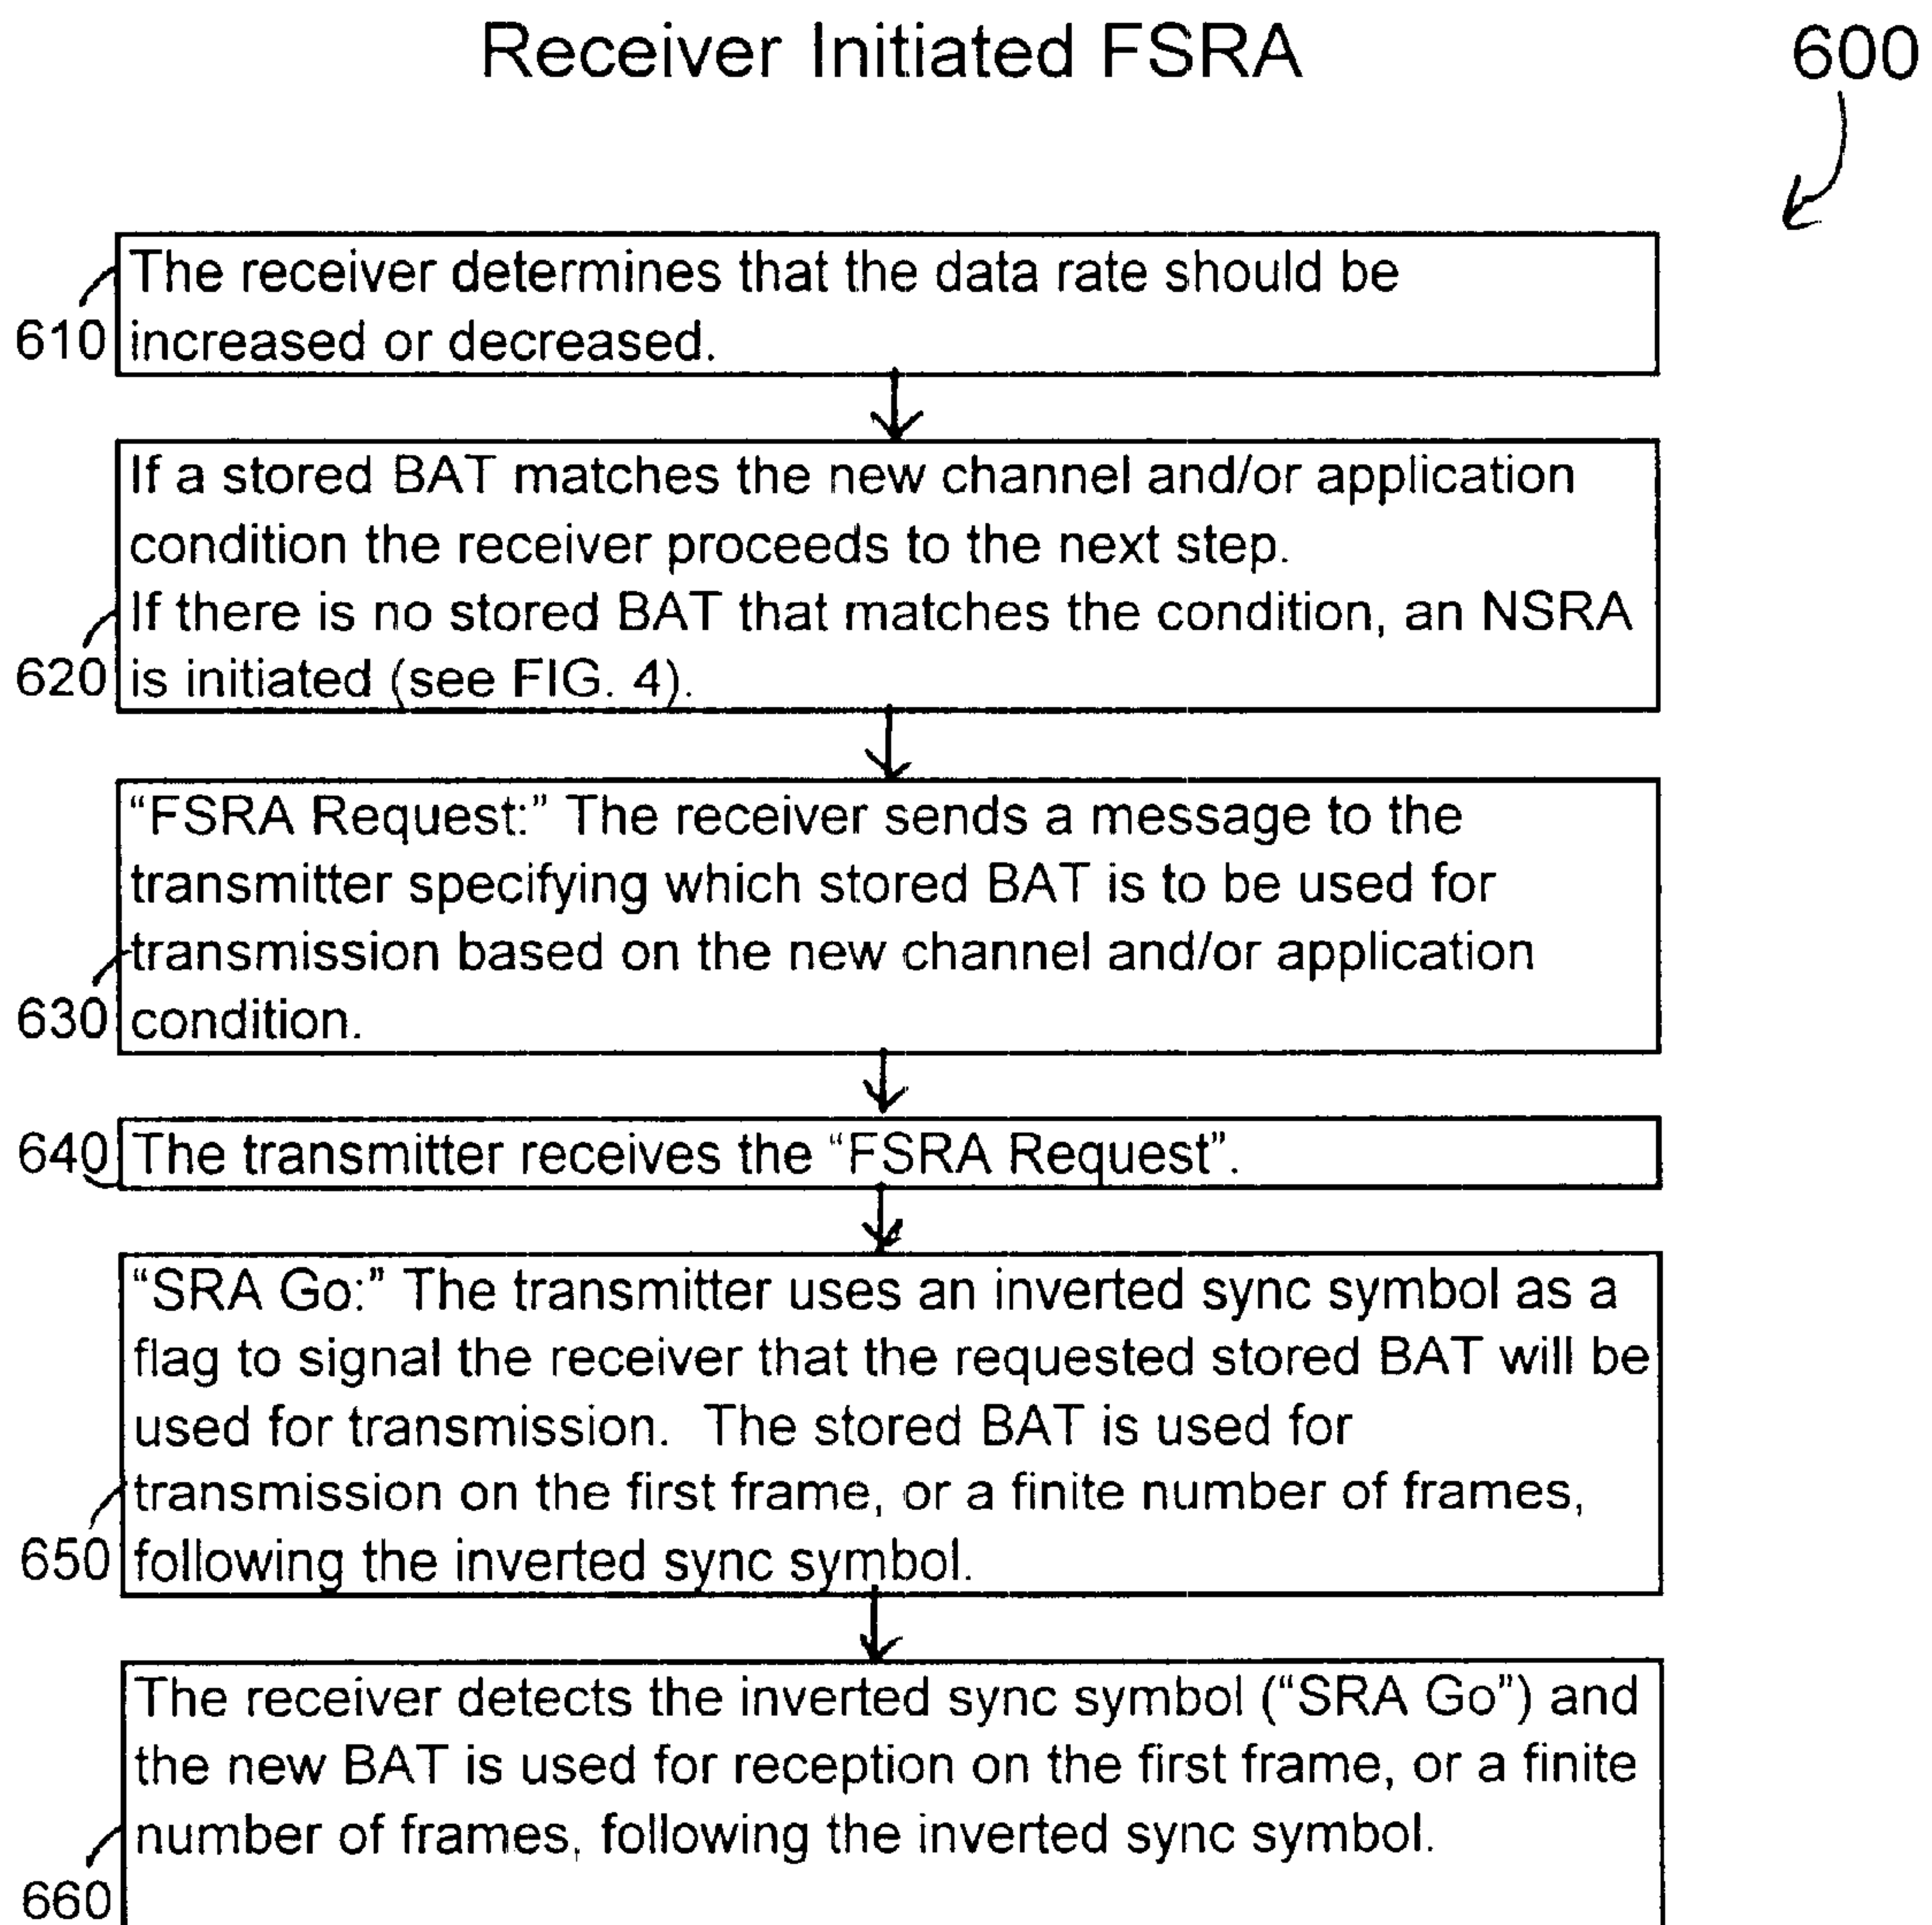 Receiver Initiated FSRA
600
The receiver determines that the data rate should be
610 increased or decreased.
If a stored BAT matches the new channel and/or application
condition the receiver proceeds to the next step.
If there is no stored BAT that matches the condition, an NSRA
620 is initiated (see FIG. 4).
“FSRA Request:” The receiver sends a message to the
transmitter specifying which stored BAT is to be used for
transmission based on the new channel and/or application
630 condition.
640 The transmitter receives the “FSRA Request”.
“SRA Go:” The transmitter uses an inverted sync symbol as a
flag to signal the receiver that the requested stored BAT will be
used for transmission. The stored BAT is used for
transmission on the first frame, or a finite number of frames,
650 following the inverted sync symbol.
The receiver detects the inverted sync symbol (“SRA Go”) and
the new BAT is used for reception on the first frame, or a finite
number of frames, following the inverted sync symbol.
660